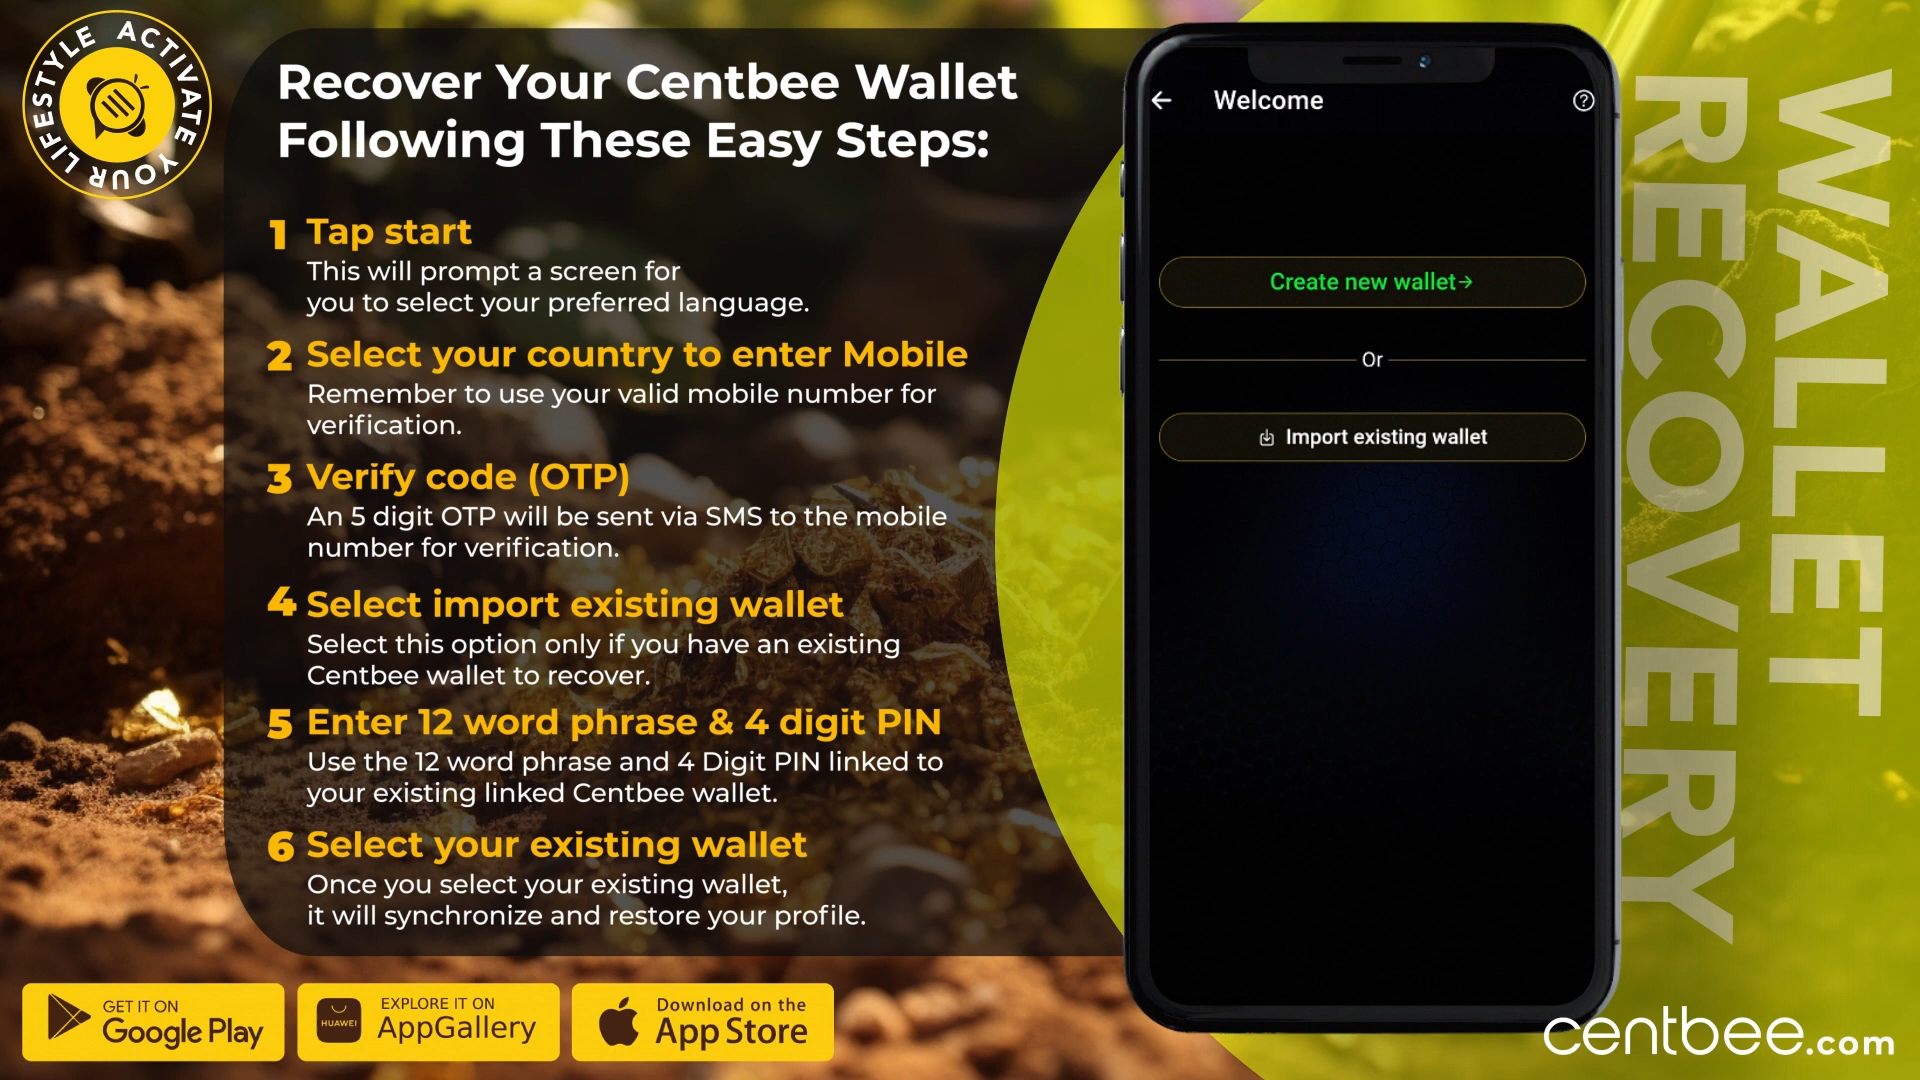 LIFESTYLE ACTIVATE YOUR
Recover Your Centbee Wallet
Following These Easy Steps:
1 Tap start
This will prompt a screen for
you to select your preferred language.
2 Select your country to enter Mobile
Remember to use your valid mobile number for
verification.
3 Verify code (OTP)
An 5 digit OTP will be sent via SMS to the mobile
number for verification.
4 Select import existing wallet
Select this option only if you have an existing
Centbee wallet to recover.
5 Enter 12 word phrase & 4 digit PIN
Use the 12 word phrase and 4 Digit PIN linked to
your existing linked Centbee wallet.
6 Select your existing wallet
Once you select your existing wallet,
it will synchronize and restore your profile.
GET IT ON
Google Play
HUAWEI
EXPLORE IT ON
AppGallery
Download on the
App Store
Welcome
Create new wallet→
Or
Import existing wallet
WALLET
RECOVERY
centbee.com